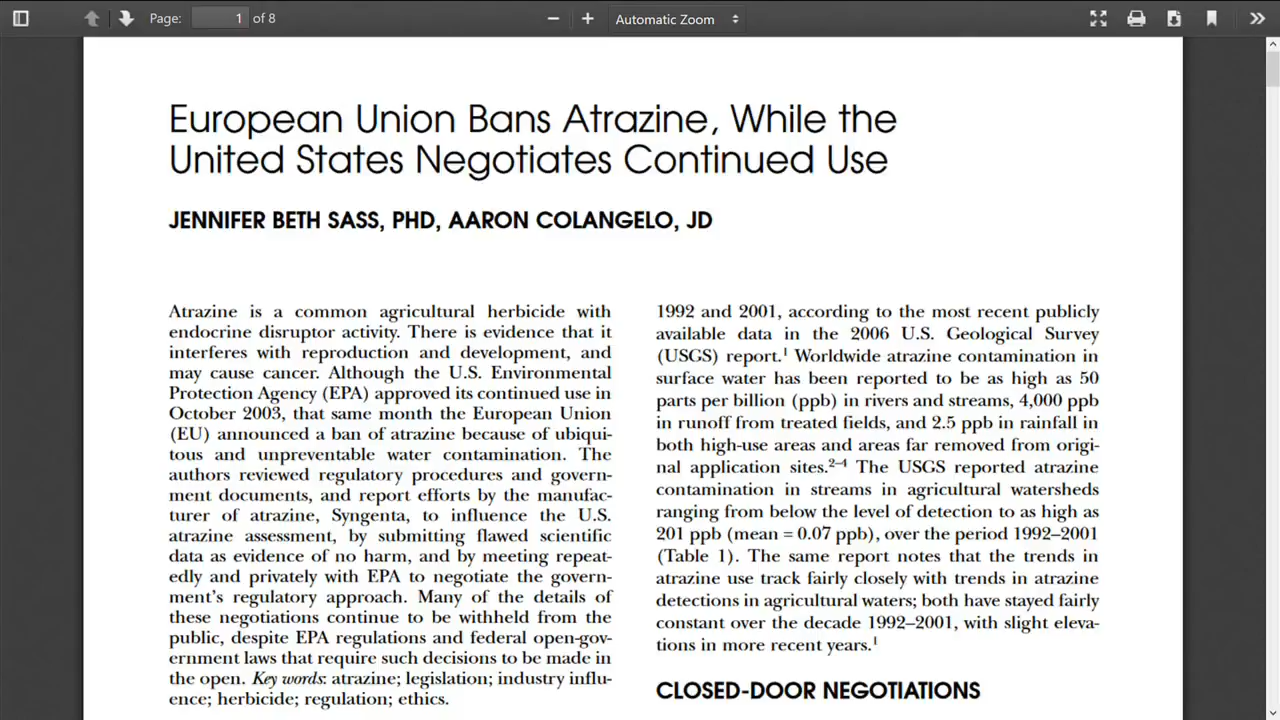 Page: 1 of 8 Automatic Zoom
European Union Bans Atrazine, While the
United States Negotiates Continued Use
JENNIFER BETH SASS, PHD, AARON COLANGELO, JD
Atrazine is a common agricultural herbicide with
endocrine disruptor activity. There is evidence that it
interferes with reproduction and development, and
may cause cancer. Although the U.S. Environmental
Protection Agency (EPA) approved its continued use in
October 2003, that same month the European Union
(EU) announced a ban of atrazine because of ubiqui-
tous and unpreventable water contamination. The
authors reviewed regulatory procedures and govern-
ment documents, and report efforts by the manufac-
turer of atrazine, Syngenta, to influence the U.S.
atrazine assessment, by submitting flawed scientific
data as evidence of no harm, and by meeting repeat-
edly and privately with EPA to negotiate the govern-
ment's regulatory approach. Many of the details of
these negotiations continue to be withheld from the
public, despite EPA regulations and federal open-gov-
ernment laws that require such decisions to be made in
the open. Key words: atrazine; legislation; industry influ-
ence; herbicide; regulation; ethics.
1992 and 2001, according to the most recent publicly
available data in the 2006 U.S. Geological Survey
(USGS) report.1 Worldwide atrazine contamination in
surface water has been reported to be as high as 50
parts per billion (ppb) in rivers and streams, 4,000 ppb
in runoff from treated fields, and 2.5 ppb in rainfall in
both high-use areas and areas far removed from origi-
nal application sites.2–4 The USGS reported atrazine
contamination in streams in agricultural watersheds
ranging from below the level of detection to as high as
201 ppb (mean = 0.07 ppb), over the period 1992–2001
(Table 1). The same report notes that the trends in
atrazine use track fairly closely with trends in atrazine
detections in agricultural waters; both have stayed fairly
constant over the decade 1992–2001, with slight eleva-
tions in more recent years.1
CLOSED-DOOR NEGOTIATIONS